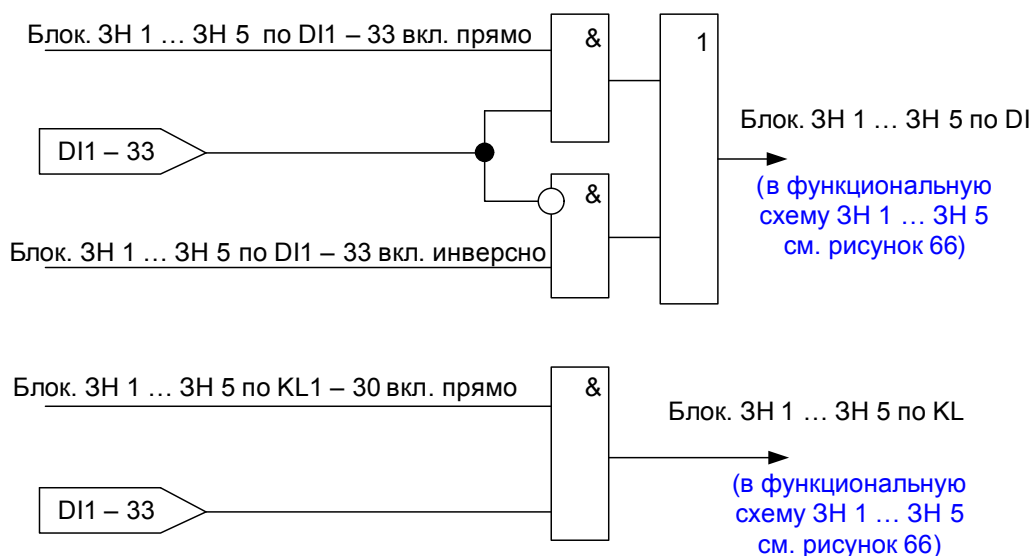 Блок. ЗН 1 … ЗН 5 по DI1 – 33 вкл. прямо
&
1
Блок. ЗН 1 … ЗН 5 по DI
DI1 – 33
(в функциональную
схему ЗН 1 … ЗН 5
см. рисунок 66)
&
Блок. ЗН 1 … ЗН 5 по DI1 – 33 вкл. инверсно
Блок. ЗН 1 … ЗН 5 по KL1 – 30 вкл. прямо
&
Блок. ЗН 1 … ЗН 5 по KL
DI1 – 33
(в функциональную
схему ЗН 1 … ЗН 5
см. рисунок 66)